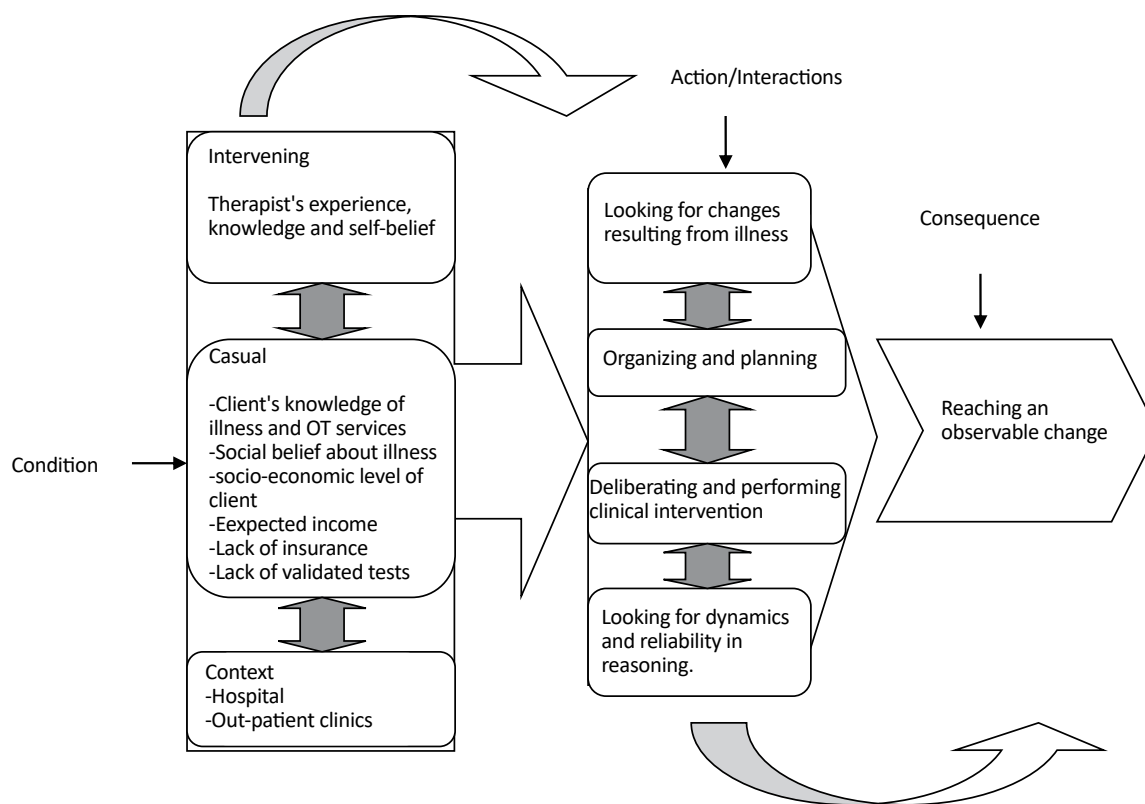 Action/Interactions
Intervening
Therapist's experience,
knowledge and self-belief
Looking for changes
resulting from illness
Consequence
Casual
-Client's knowledge of
illness and OT services
-Social belief about illness
-socio-economic level of
client
-Eexpected income
-Lack of insurance
-Lack of validated tests
Condition
Organizing and planning
Reaching an
observable change
Deliberating and performing
clinical intervention
Looking for dynamics
and reliability in
reasoning.
Context
-Hospital
-Out-patient clinics